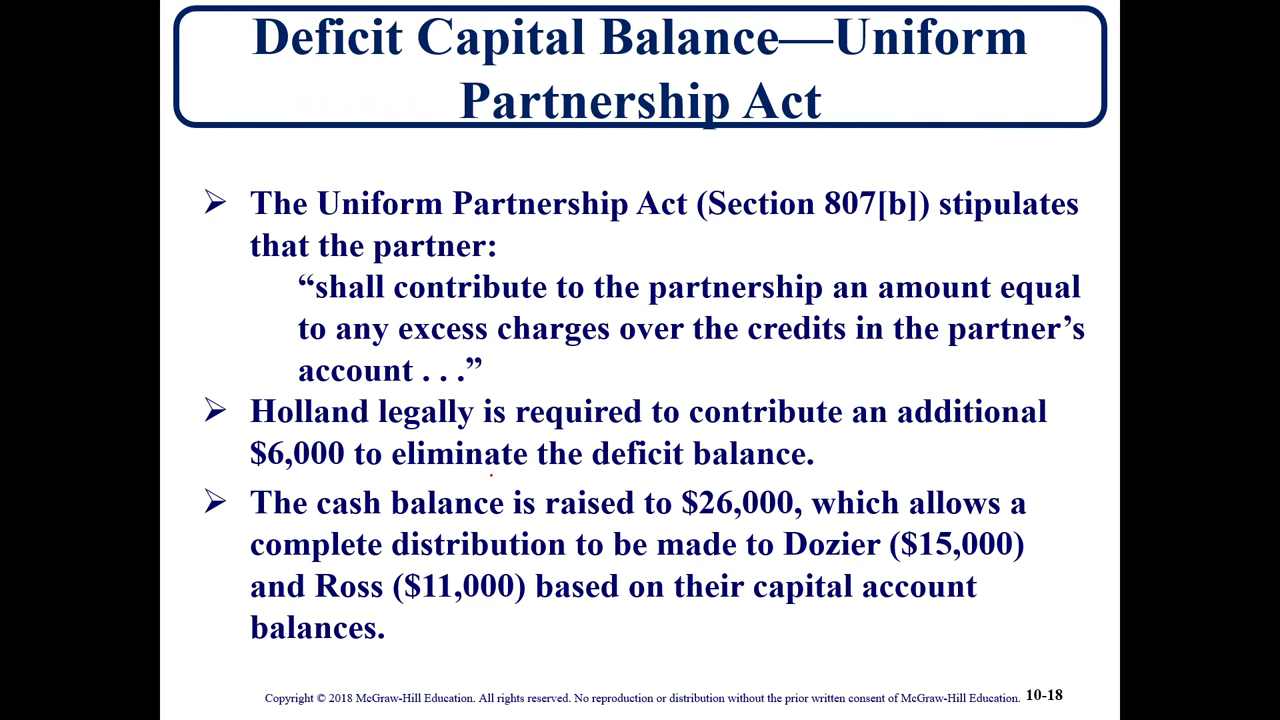 Deficit Capital Balance—Uniform
Partnership Act
➢ The Uniform Partnership Act (Section 807[b]) stipulates
that the partner:
“shall contribute to the partnership an amount equal
to any excess charges over the credits in the partner’s
account . . .”
➢ Holland legally is required to contribute an additional
$6,000 to eliminate the deficit balance.
➢ The cash balance is raised to $26,000, which allows a
complete distribution to be made to Dozier ($15,000)
and Ross ($11,000) based on their capital account
balances.
Copyright © 2018 McGraw-Hill Education. All rights reserved. No reproduction or distribution without the prior written consent of McGraw-Hill Education. 10-18